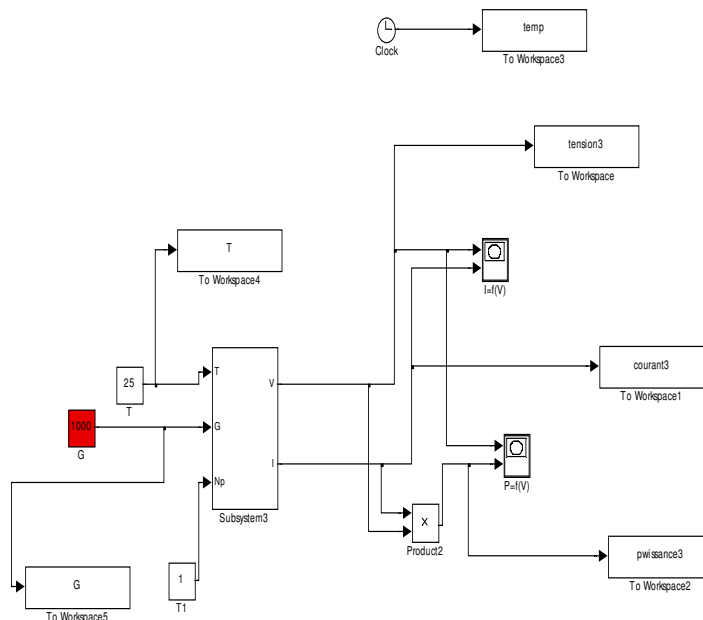 temp
Clock
To Workspace3
tension3
To Workspace
T
To Workspace4
I=f(V)
T
V
courant3
25
To Workspace1
T
1000
G
G
I
P=f(V)
Np
X
Subsystem3
Product2
pwissance3
G
1
To Workspace2
T1
To Workspace5